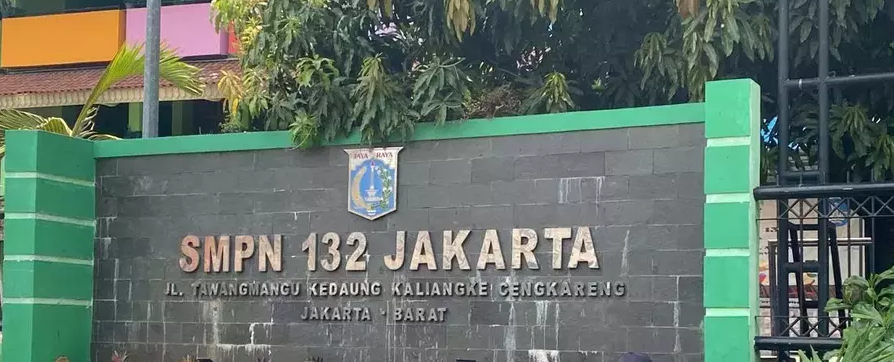 JAYA RAYA
SMPN 132 JAKARTA
JL. TAWANGMANGU KEDAUNG KALIANGKE CENGKARENG
JAKARTA - BARAT